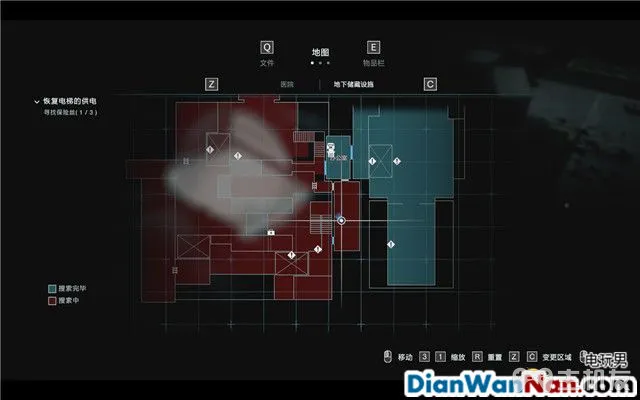 Q
地图
E
文件
物品栏
Z
医院
地下储藏设施
C
恢复电梯的供电
寻找保险丝(1/3)
办公室
搜索完毕
搜索中
移动 3 1 缩放 R 重置 Z C 变更区域
电玩男
DianWanNan.com